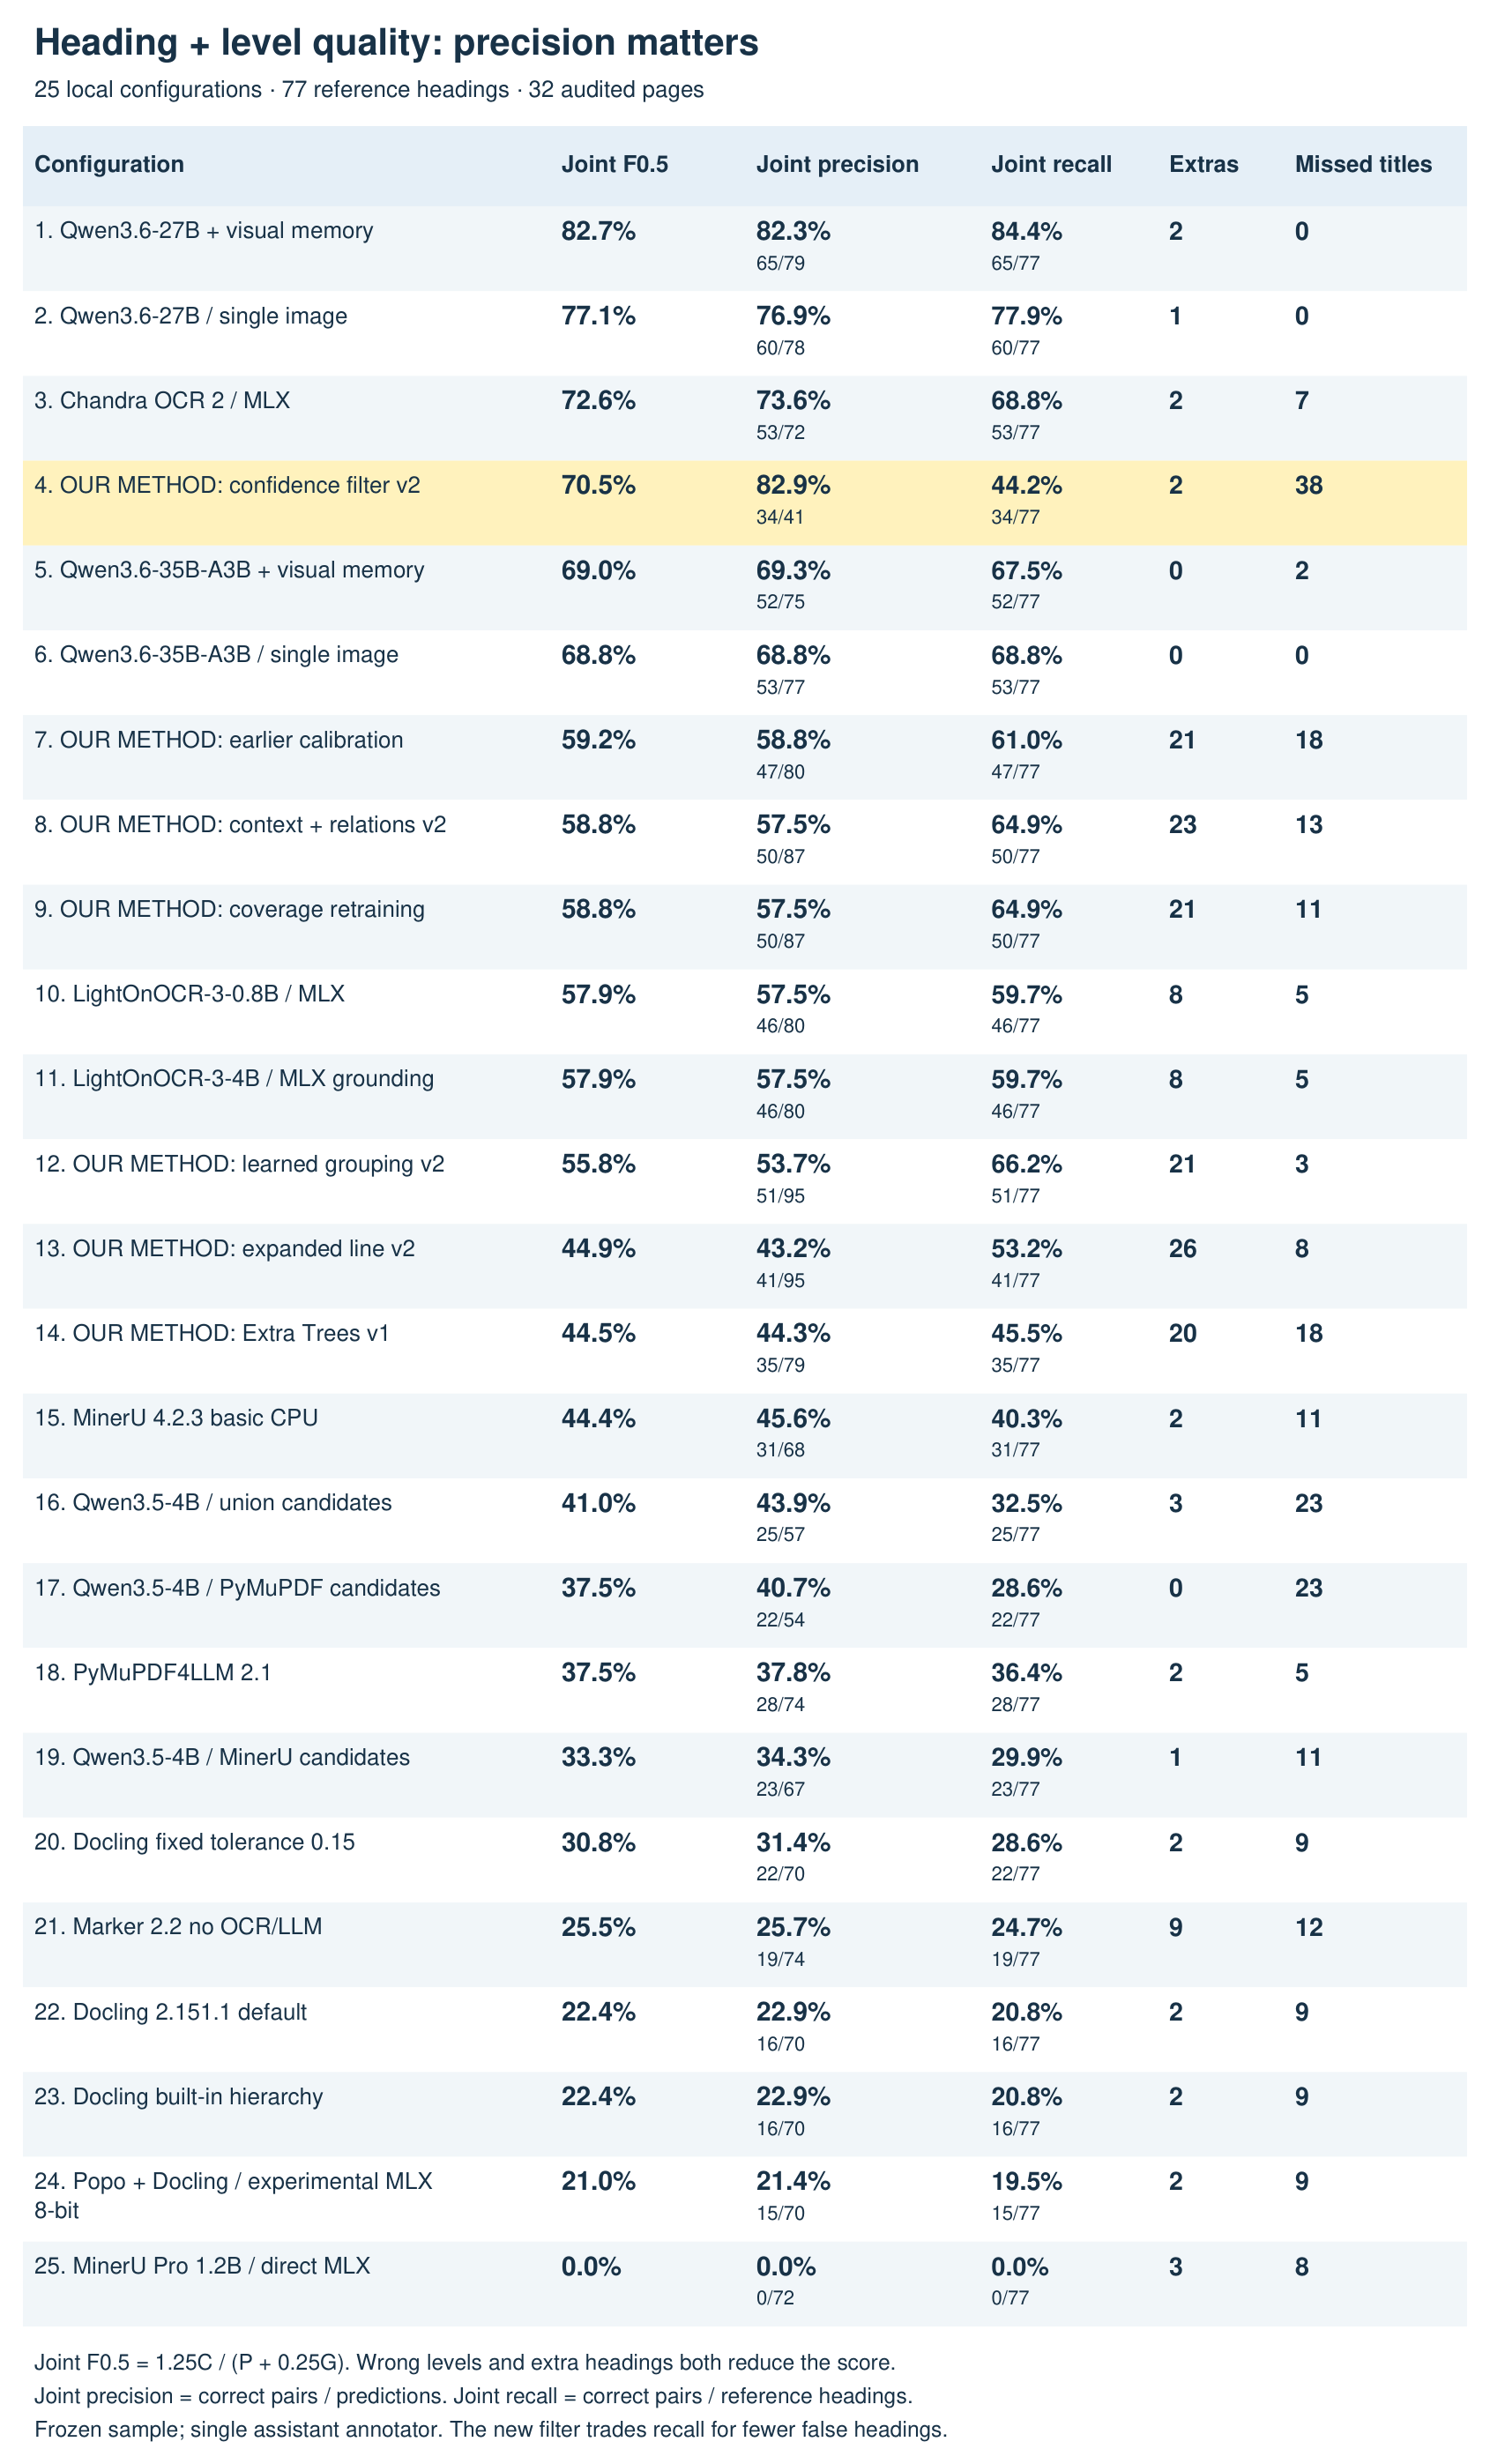 Heading + level quality: precision matters
25 local configurations · 77 reference headings · 32 audited pages
Configuration Joint F0.5 Joint precision Joint recall Extras Missed titles
1. Qwen3.6-27B + visual memory 82.7% 82.3% 84.4% 2 0
65/79 65/77
2. Qwen3.6-27B / single image 77.1% 76.9% 77.9% 1 0
60/78 60/77
3. Chandra OCR 2 / MLX 72.6% 73.6% 68.8% 2 7
53/72 53/77
4. OUR METHOD: confidence filter v2 70.5% 82.9% 44.2% 2 38
34/41 34/77
5. Qwen3.6-35B-A3B + visual memory 69.0% 69.3% 67.5% 0 2
52/75 52/77
6. Qwen3.6-35B-A3B / single image 68.8% 68.8% 68.8% 0 0
53/77 53/77
7. OUR METHOD: earlier calibration 59.2% 58.8% 61.0% 21 18
47/80 47/77
8. OUR METHOD: context + relations v2 58.8% 57.5% 64.9% 23 13
50/87 50/77
9. OUR METHOD: coverage retraining 58.8% 57.5% 64.9% 21 11
50/87 50/77
10. LightOnOCR-3-0.8B / MLX 57.9% 57.5% 59.7% 8 5
46/80 46/77
11. LightOnOCR-3-4B / MLX grounding 57.9% 57.5% 59.7% 8 5
46/80 46/77
12. OUR METHOD: learned grouping v2 55.8% 53.7% 66.2% 21 3
51/95 51/77
13. OUR METHOD: expanded line v2 44.9% 43.2% 53.2% 26 8
41/95 41/77
14. OUR METHOD: Extra Trees v1 44.5% 44.3% 45.5% 20 18
35/79 35/77
15. MinerU 4.2.3 basic CPU 44.4% 45.6% 40.3% 2 11
31/68 31/77
16. Qwen3.5-4B / union candidates 41.0% 43.9% 32.5% 3 23
25/57 25/77
17. Qwen3.5-4B / PyMuPDF candidates 37.5% 40.7% 28.6% 0 23
22/54 22/77
18. PyMuPDF4LLM 2.1 37.5% 37.8% 36.4% 2 5
28/74 28/77
19. Qwen3.5-4B / MinerU candidates 33.3% 34.3% 29.9% 1 11
23/67 23/77
20. Docling fixed tolerance 0.15 30.8% 31.4% 28.6% 2 9
22/70 22/77
21. Marker 2.2 no OCR/LLM 25.5% 25.7% 24.7% 9 12
19/74 19/77
22. Docling 2.151.1 default 22.4% 22.9% 20.8% 2 9
16/70 16/77
23. Docling built-in hierarchy 22.4% 22.9% 20.8% 2 9
16/70 16/77
24. Popo + Docling / experimental MLX 21.0% 21.4% 19.5% 2 9
8-bit 15/70 15/77
25. MinerU Pro 1.2B / direct MLX 0.0% 0.0% 0.0% 3 8
0/72 0/77
Joint F0.5 = 1.25C / (P + 0.25G). Wrong levels and extra headings both reduce the score.
Joint precision = correct pairs / predictions. Joint recall = correct pairs / reference headings.
Frozen sample; single assistant annotator. The new filter trades recall for fewer false headings.